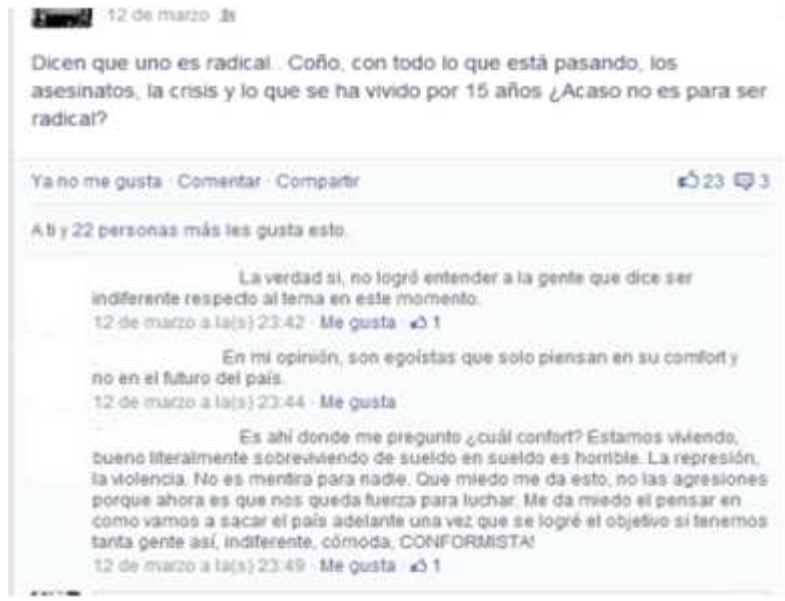 12 de marzo
Dicen que uno es radical.. Coño, con todo lo que está pasando, los
asesinatos, la crisis y lo que se ha vivido por 15 años ¿Acaso no es para ser
radical?
Ya no me gusta · Comentar · Compartir 23 3
A ti y 22 personas más les gusta esto.
La verdad si, no logró entender a la gente que dice ser
indiferente respecto al tema en este momento.
12 de marzo a la(s) 23:42 · Me gusta · 1
En mi opinión, son egoístas que solo piensan en su comfort y
no en el futuro del país.
12 de marzo a la(s) 23:44 · Me gusta
Es ahí donde me pregunto ¿cuál confort? Estamos viviendo,
bueno literalmente sobreviviendo de sueldo en sueldo es horrible. La represión,
la violencia. No es mentira para nadie. Que miedo me da esto, no las agresiones
porque ahora es que nos queda fuerza para luchar. Me da miedo el pensar en
como vamos a sacar el país adelante una vez que se logré el objetivo si tenemos
tanta gente así, indiferente, cómoda, CONFORMISTA!
12 de marzo a la(s) 23:49 · Me gusta · 1